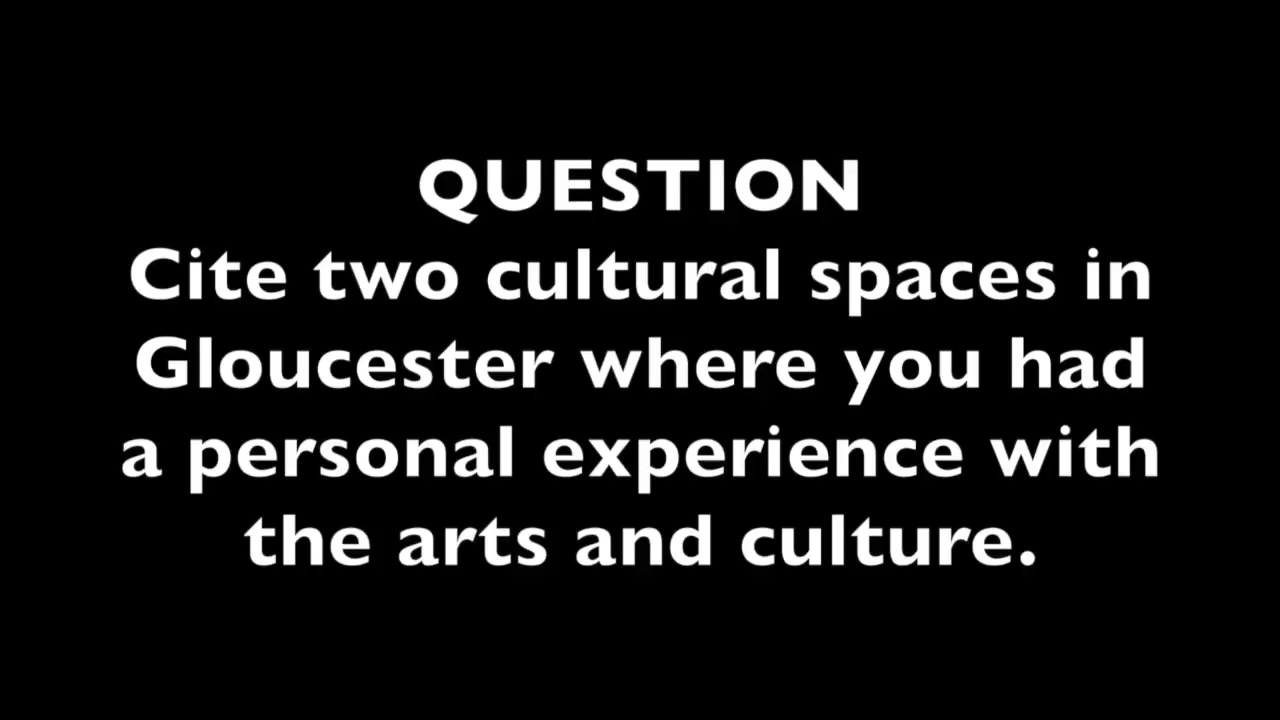 QUESTION
Cite two cultural spaces in
Gloucester where you had
a personal experience with
the arts and culture.